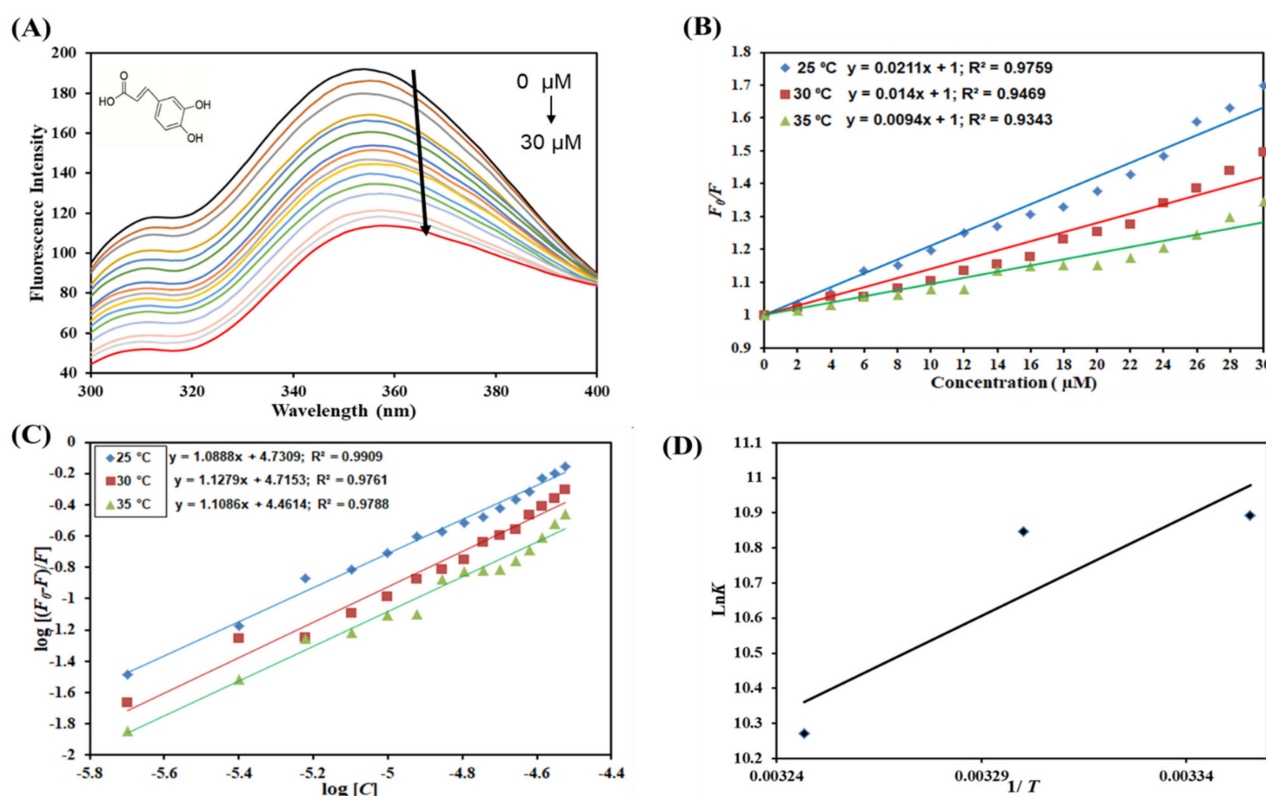 (A)
200
180
160
140
120
100
80
60
40
300
320
340
360
380
400
Fluorescence Intensity
Wavelength (nm)
O
HO
OH
OH
0 µM
30 µM
(B)
1.8
1.7
1.6
1.5
1.4
1.3
1.2
1.1
1
0.9
F0/F
25 ºC y = 0.0211x + 1; R² = 0.9759
30 ºC y = 0.014x + 1; R² = 0.9469
35 ºC y = 0.0094x + 1; R² = 0.9343
0 2 4 6 8 10 12 14 16 18 20 22 24 26 28 30
Concentration ( µM)
(C)
0
-0.2
-0.4
-0.6
-0.8
-1
-1.2
-1.4
-1.6
-1.8
-2
log [(F0-F)/F]
25 °C y = 1.0888x + 4.7309; R² = 0.9909
30 °C y = 1.1279x + 4.7153; R² = 0.9761
35 °C y = 1.1086x + 4.4614; R² = 0.9788
-5.8 -5.6 -5.4 -5.2 -5 -4.8 -4.6 -4.4
log [C]
(D)
11.1
11
10.9
10.8
10.7
10.6
10.5
10.4
10.3
10.2
LnK
0.00324 0.00329 0.00334
1/ T